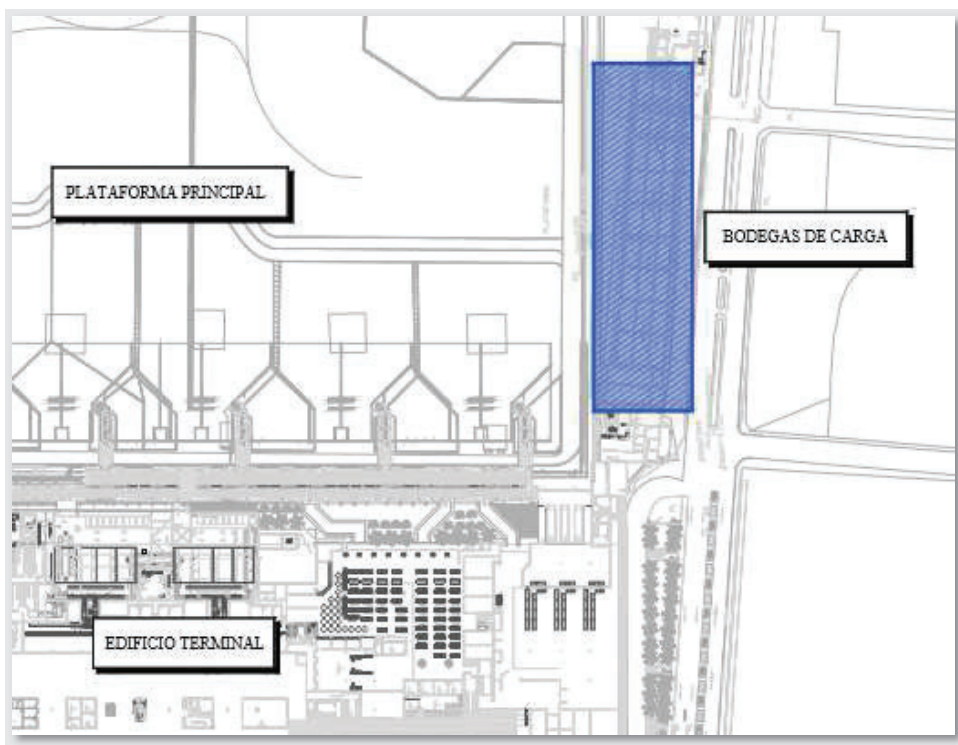 PLATAFORMA PRINCIPAL
BODEGAS DE CARGA
EDIFICIO TERMINAL